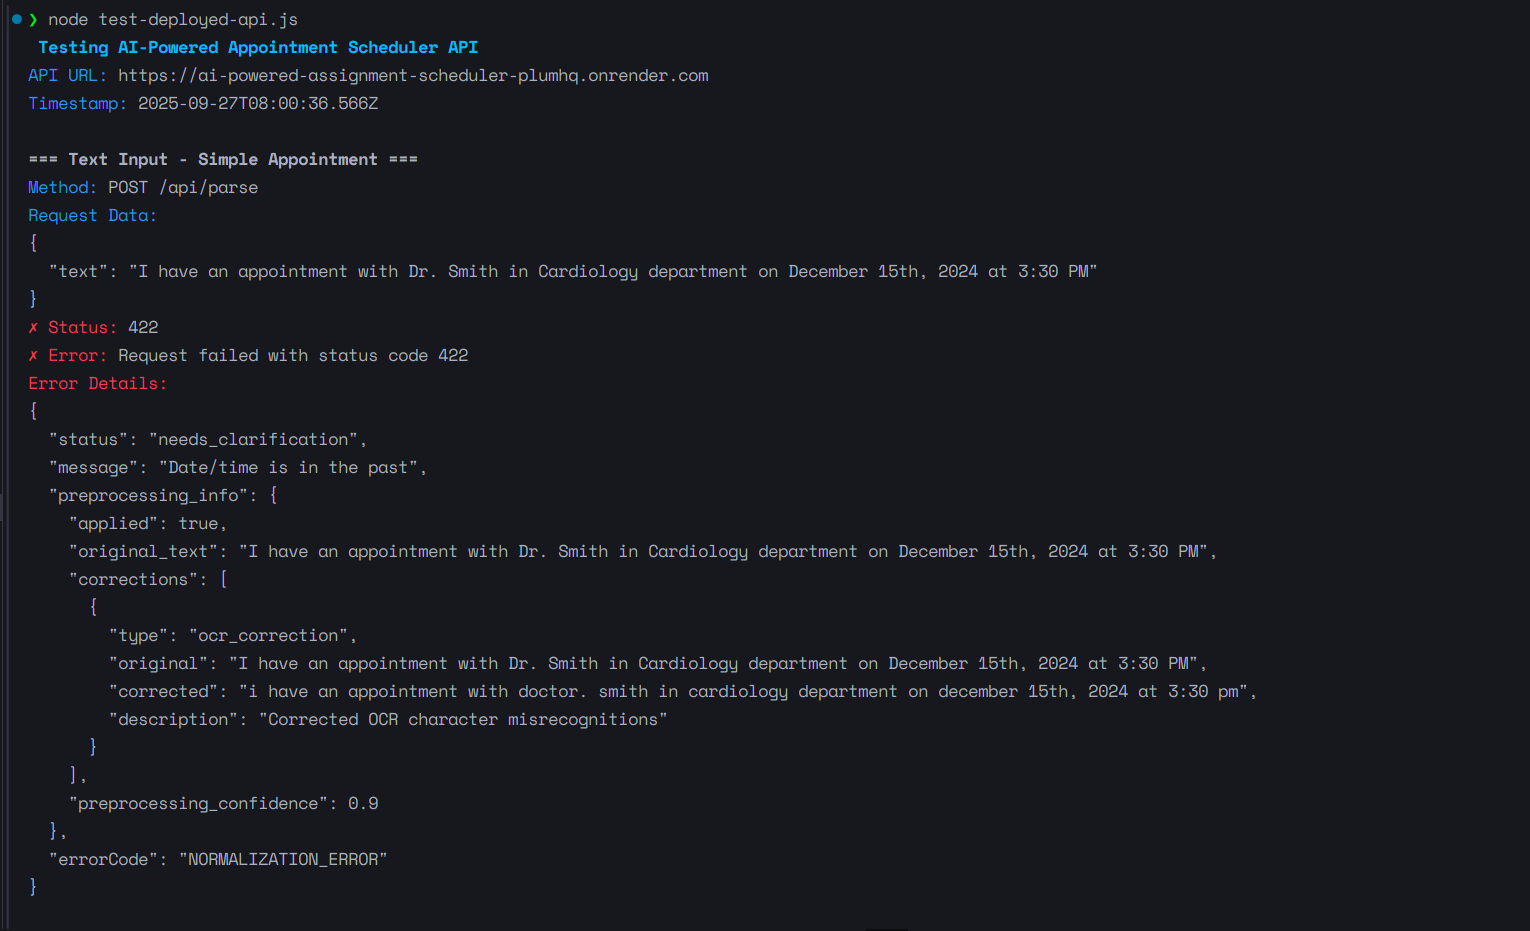 ❯ node test-deployed-api.js
Testing AI-Powered Appointment Scheduler API
API URL: https://ai-powered-assignment-scheduler-plumhq.onrender.com
Timestamp: 2025-09-27T08:00:36.566Z
=== Text Input - Simple Appointment ===
Method: POST /api/parse
Request Data:
{
  "text": "I have an appointment with Dr. Smith in Cardiology department on December 15th, 2024 at 3:30 PM"
}
✗ Status: 422
✗ Error: Request failed with status code 422
Error Details:
{
  "status": "needs_clarification",
  "message": "Date/time is in the past",
  "preprocessing_info": {
    "applied": true,
    "original_text": "I have an appointment with Dr. Smith in Cardiology department on December 15th, 2024 at 3:30 PM",
    "corrections": [
      {
        "type": "ocr_correction",
        "original": "I have an appointment with Dr. Smith in Cardiology department on December 15th, 2024 at 3:30 PM",
        "corrected": "i have an appointment with doctor. smith in cardiology department on december 15th, 2024 at 3:30 pm",
        "description": "Corrected OCR character misrecognitions"
      }
    ],
    "preprocessing_confidence": 0.9
  },
  "errorCode": "NORMALIZATION_ERROR"
}